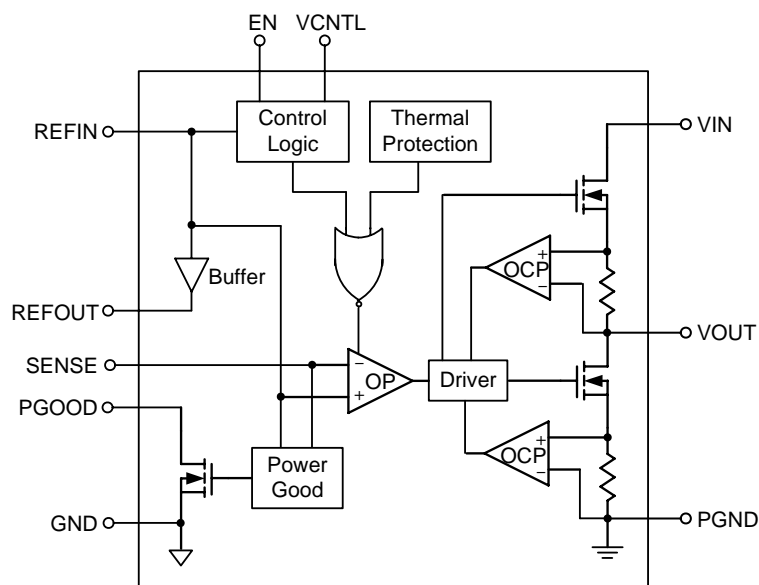 EN VCNTL
REFIN
Control
Logic
Thermal
Protection
VIN
Buffer
+
OCP
−
REFOUT
VOUT
SENSE
−
OP
+
Driver
PGOOD
+
OCP
−
Power
Good
GND
PGND